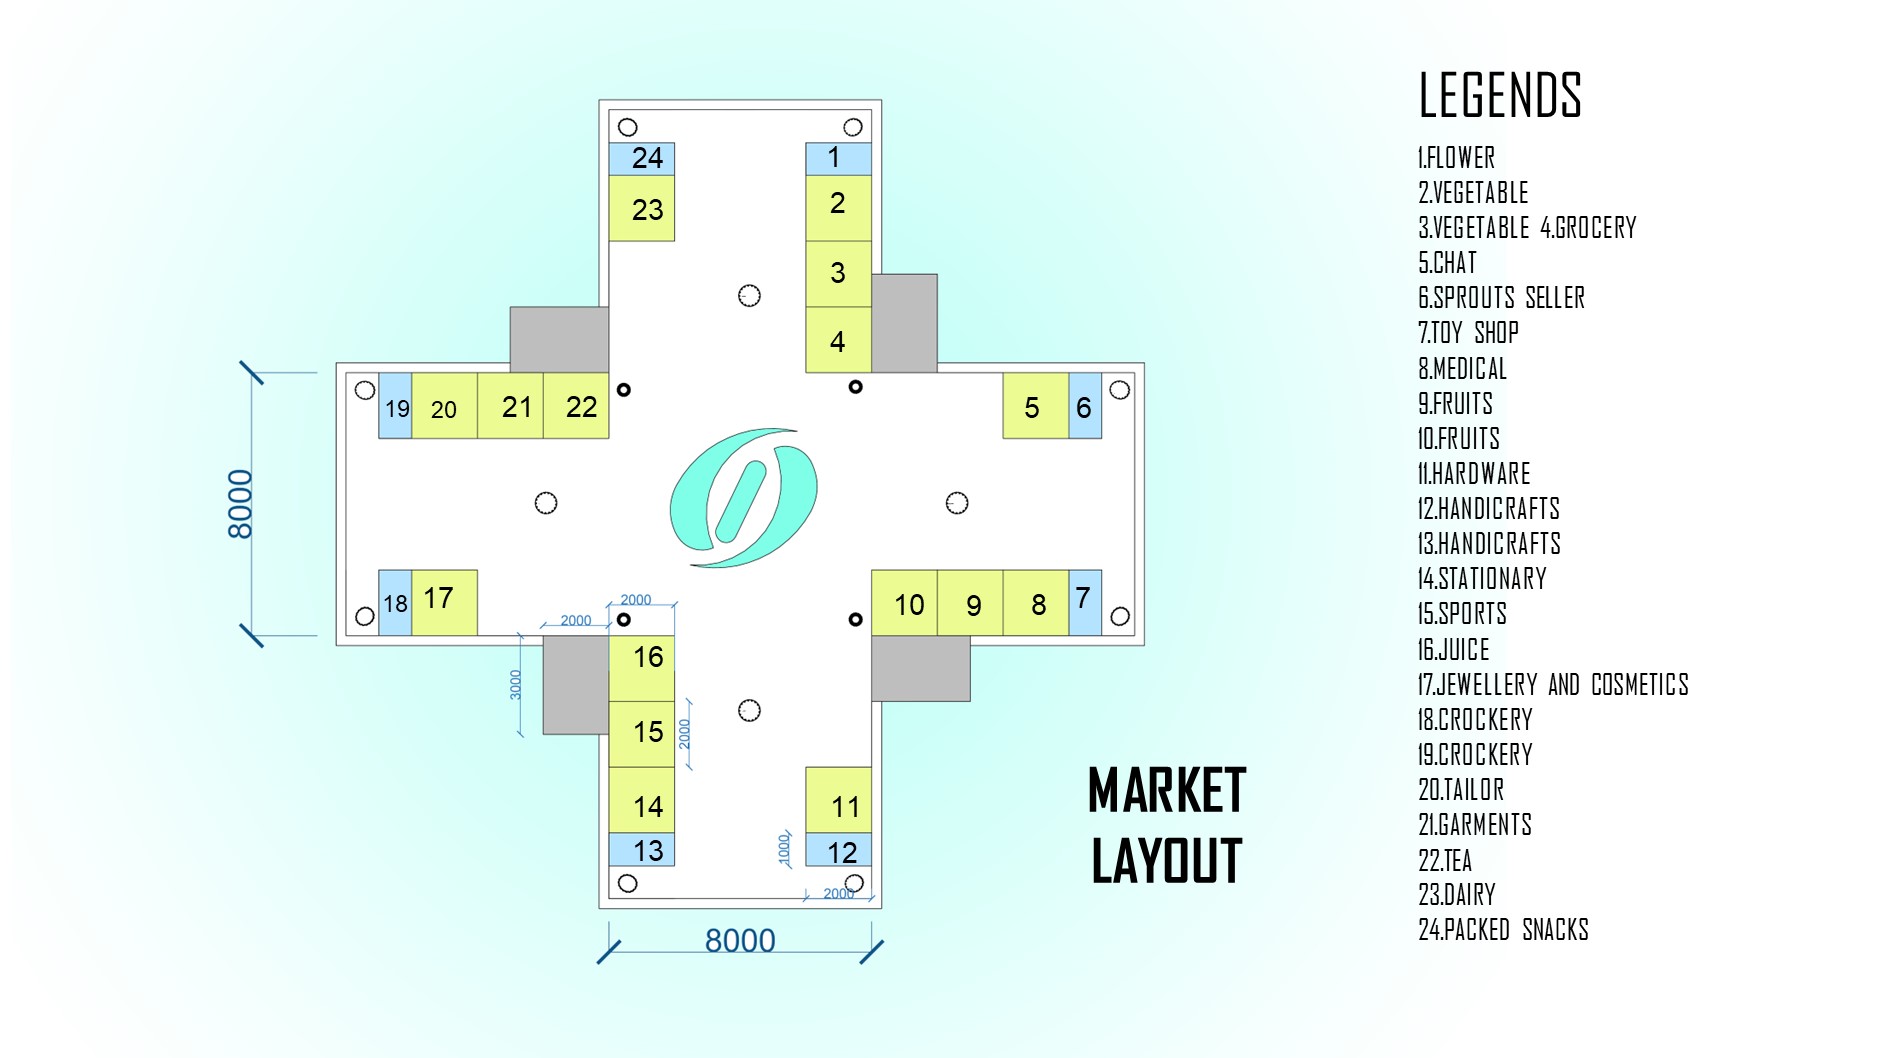 24
1
23
2
3
4
19
20
21
22
5
6
8000
18
17
10
9
8
7
2000
2000
16
3000
15
2000
14
11
13
1000
12
2000
8000
MARKET
LAYOUT
LEGENDS
1.FLOWER
2.VEGETABLE
3.VEGETABLE 4.GROCERY
5.CHAT
6.SPROUTS SELLER
7.TOY SHOP
8.MEDICAL
9.FRUITS
10.FRUITS
11.HARDWARE
12.HANDICRAFTS
13.HANDICRAFTS
14.STATIONARY
15.SPORTS
16.JUICE
17.JEWELLERY AND COSMETICS
18.CROCKERY
19.CROCKERY
20.TAILOR
21.GARMENTS
22.TEA
23.DAIRY
24.PACKED SNACKS